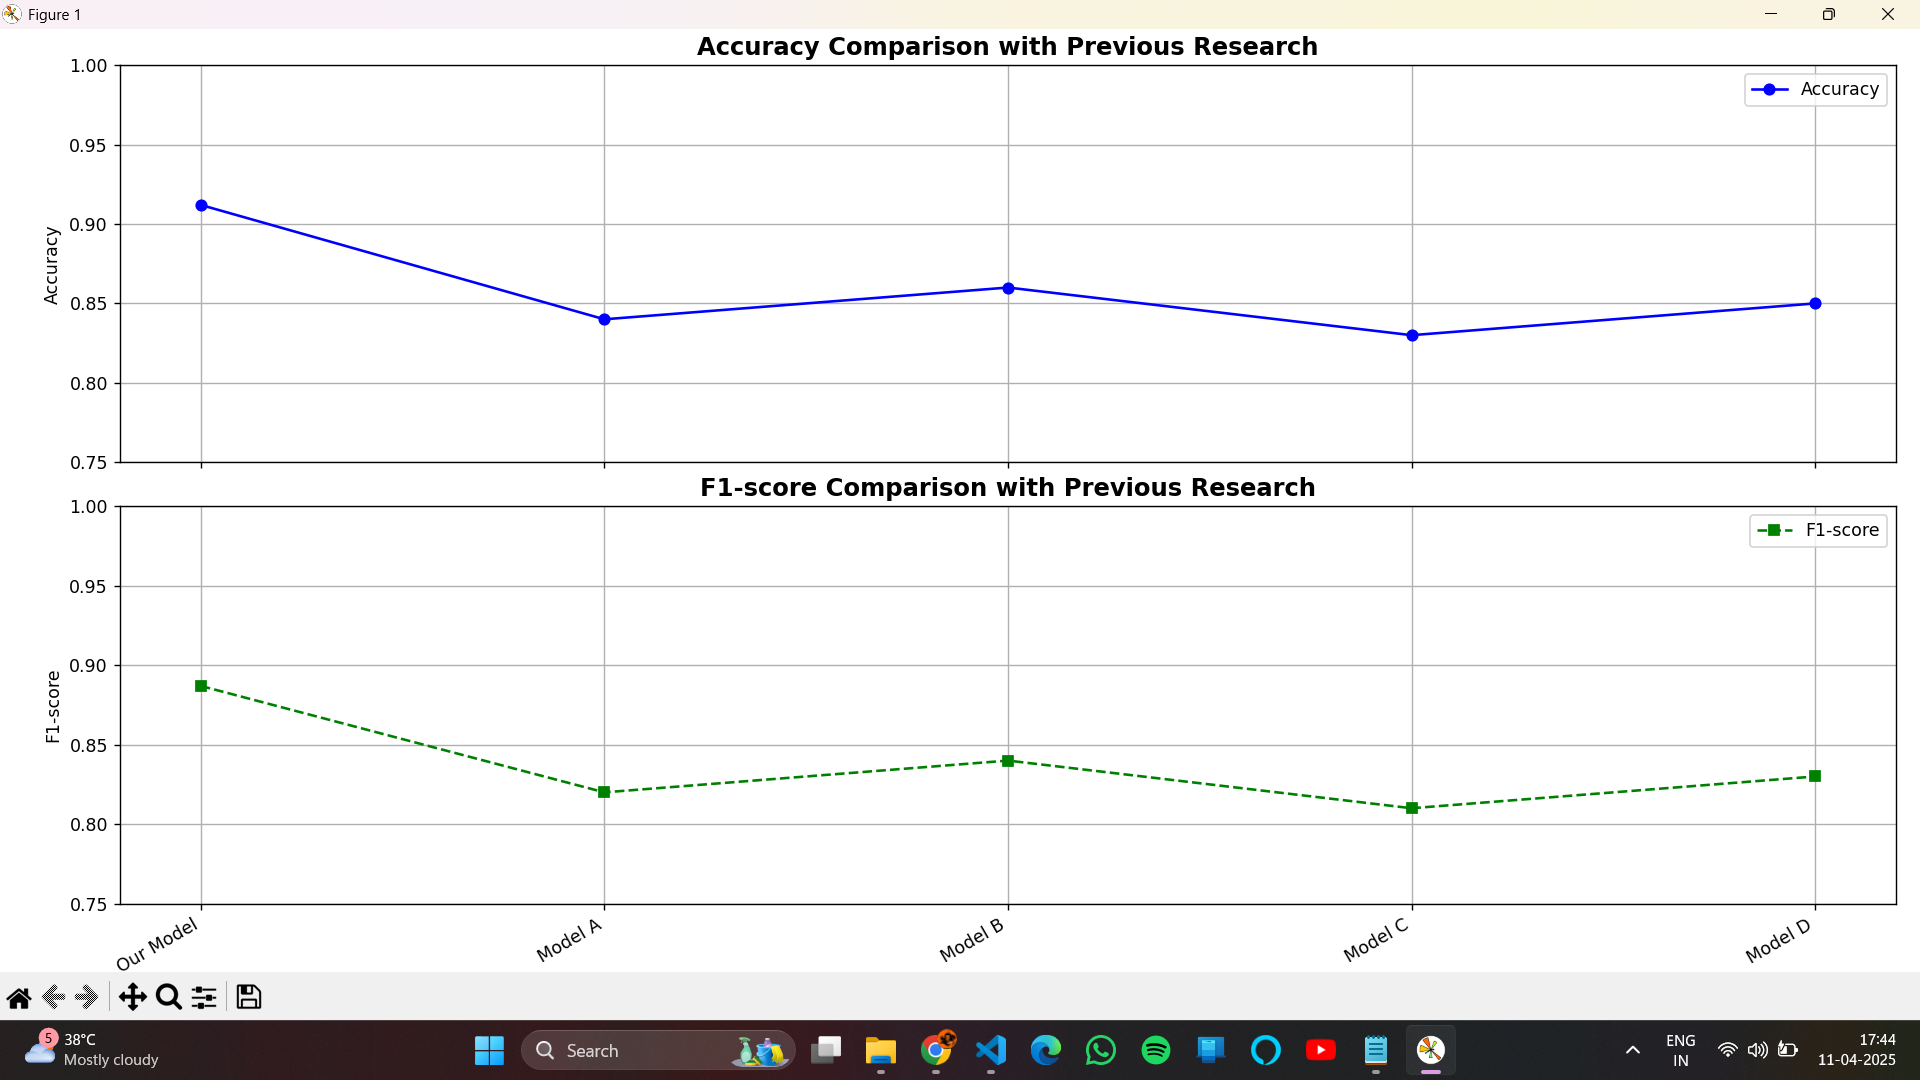 Figure 1
Accuracy Comparison with Previous Research
1.00
0.95
0.90
0.85
0.80
0.75
Accuracy
Accuracy
F1-score Comparison with Previous Research
1.00
0.95
0.90
0.85
0.80
0.75
F1-score
F1-score
Our Model
Model A
Model B
Model C
Model D
5
38°C
Mostly cloudy
Search
ENG
IN
17:44
11-04-2025